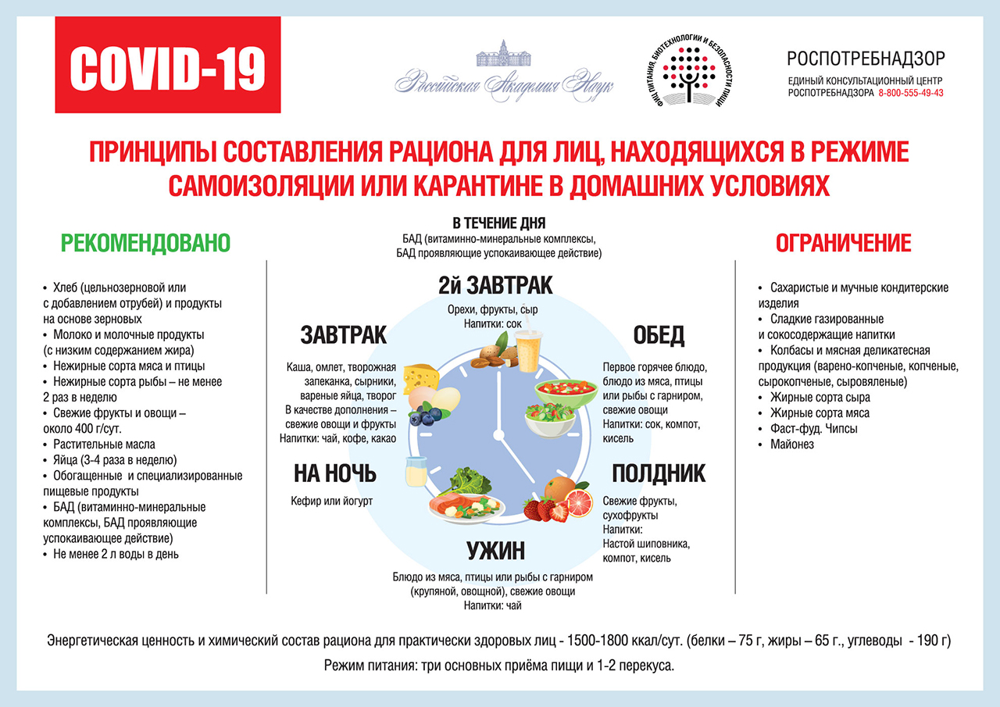 COVID-19
Российская Академия Наук
ФИЦ ПИТАНИЯ, БИОТЕХНОЛОГИИ И БЕЗОПАСНОСТИ ПИЩИ
РОСПОТРЕБНАДЗОР
ЕДИНЫЙ КОНСУЛЬТАЦИОННЫЙ ЦЕНТР
РОСПОТРЕБНАДЗОРА 8-800-555-49-43
ПРИНЦИПЫ СОСТАВЛЕНИЯ РАЦИОНА ДЛЯ ЛИЦ, НАХОДЯЩИХСЯ В РЕЖИМЕ
САМОИЗОЛЯЦИИ ИЛИ КАРАНТИНЕ В ДОМАШНИХ УСЛОВИЯХ
РЕКОМЕНДОВАНО
• Хлеб (цельнозерновой или
с добавлением отрубей) и продукты
на основе зерновых
• Молоко и молочные продукты
(с низким содержанием жира)
• Нежирные сорта мяса и птицы
• Нежирные сорта рыбы – не менее
2 раз в неделю
• Свежие фрукты и овощи –
около 400 г/сут.
• Растительные масла
• Яйца (3-4 раза в неделю)
• Обогащенные и специализированные
пищевые продукты
• БАД (витаминно-минеральные
комплексы, БАД проявляющие
успокаивающее действие)
• Не менее 2 л воды в день
В ТЕЧЕНИЕ ДНЯ
БАД (витаминно-минеральные комплексы,
БАД проявляющие успокаивающее действие)
ЗАВТРАК
Каша, омлет, творожная
запеканка, сырники,
вареные яйца, творог
В качестве дополнения –
свежие овощи и фрукты
Напитки: чай, кофе, какао
2й ЗАВТРАК
Орехи, фрукты, сыр
Напитки: сок
ОБЕД
Первое горячее блюдо,
блюдо из мяса, птицы
или рыбы с гарниром,
свежие овощи
Напитки: сок, компот,
кисель
ПОЛДНИК
Свежие фрукты,
сухофрукты
Напитки:
Настой шиповника,
компот, кисель
УЖИН
Блюдо из мяса, птицы или рыбы с гарниром
(крупяной, овощной), свежие овощи
Напитки: чай
НА НОЧЬ
Кефир или йогурт
ОГРАНИЧЕНИЕ
• Сахаристые и мучные кондитерские
изделия
• Сладкие газированные
и сокосодержащие напитки
• Колбасы и мясная деликатесная
продукция (варено-копченые, копченые,
сырокопченые, сыровяленые)
• Жирные сорта сыра
• Жирные сорта мяса
• Фаст-фуд. Чипсы
• Майонез
Энергетическая ценность и химический состав рациона для практически здоровых лиц - 1500-1800 ккал/сут. (белки – 75 г, жиры – 65 г., углеводы - 190 г)
Режим питания: три основных приёма пищи и 1-2 перекуса.